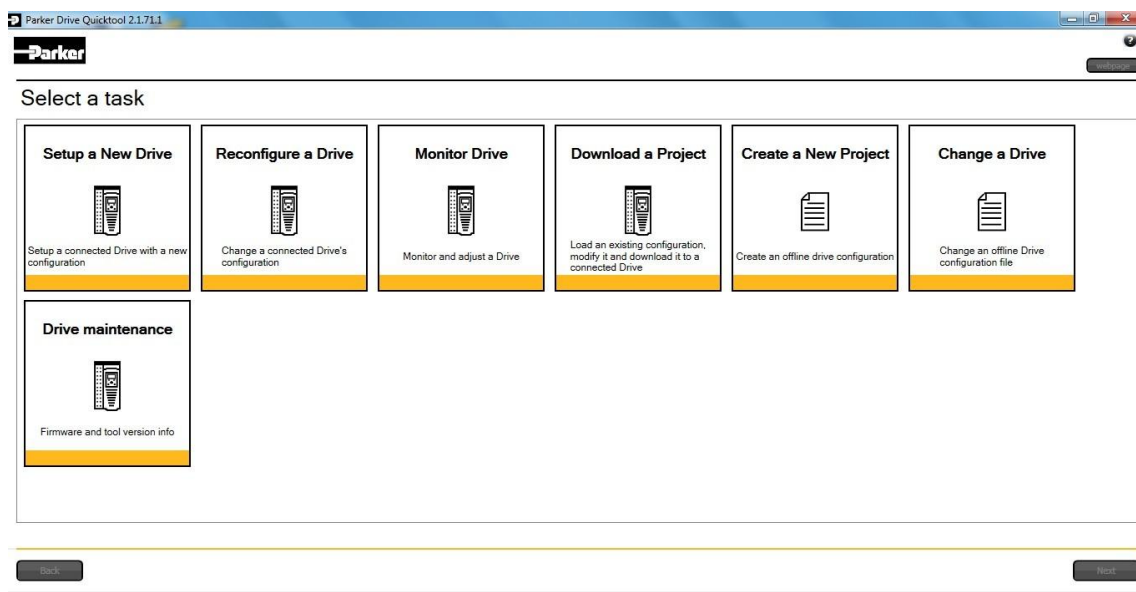 Parker Drive Quicktool 2.1.71.1
Parker
webpage
Select a task
Setup a New Drive
Setup a connected Drive with a new
configuration
Reconfigure a Drive
Change a connected Drive's
configuration
Monitor Drive
Monitor and adjust a Drive
Download a Project
Load an existing configuration,
modify it and download it to a
connected Drive
Create a New Project
Create an offline drive configuration
Change a Drive
Change an offline Drive
configuration file
Drive maintenance
Firmware and tool version info
Back
Next